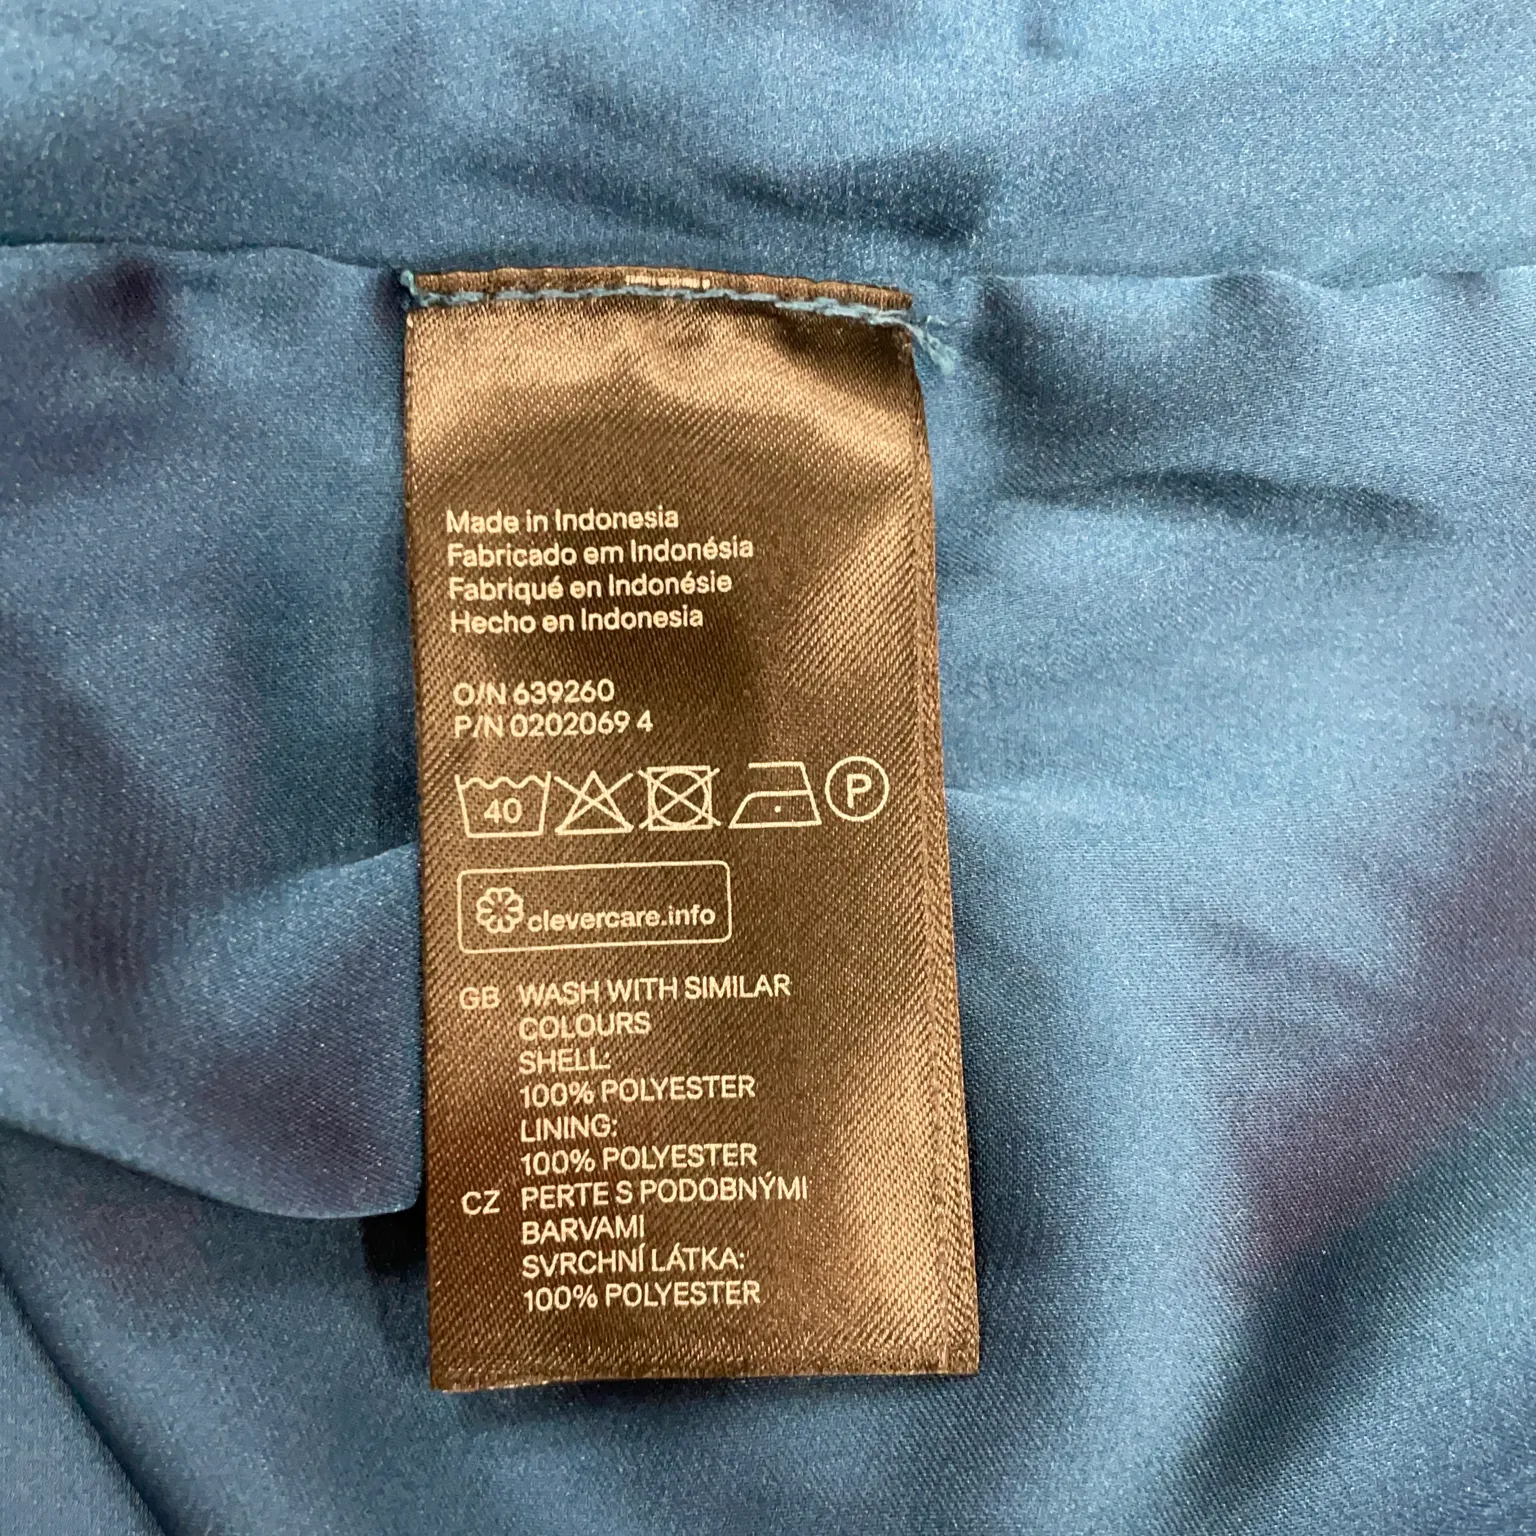 Made in Indonesia
Fabricado em Indonésia
Fabriqué en Indonésie
Hecho en Indonesia
O/N 639260
P/N 0202069 4
40 P
clevercare.info
GB WASH WITH SIMILAR
COLOURS
SHELL:
100% POLYESTER
LINING:
100% POLYESTER
CZ PERTE S PODOBNÝMI
BARVAMI
SVRCHNÍ LÁTKA:
100% POLYESTER